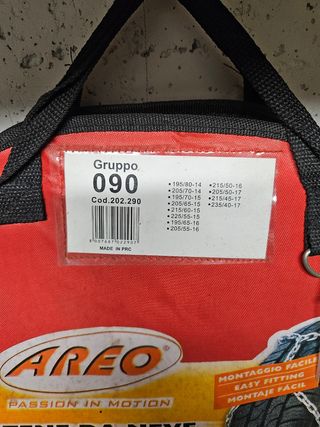 Gruppo
090
Cod.202.290
MADE IN PRC
• 195/80-14
• 205/70-14
• 195/70-15
• 205/65-15
• 215/60-15
• 225/55-15
• 195/65-16
• 205/55-16
• 215/50-16
• 205/50-17
• 215/45-17
• 235/40-17
AREO
PASSION IN MOTION
MONTAGGIO FACILE
EASY FITTING
MONTAJE FÁCIL